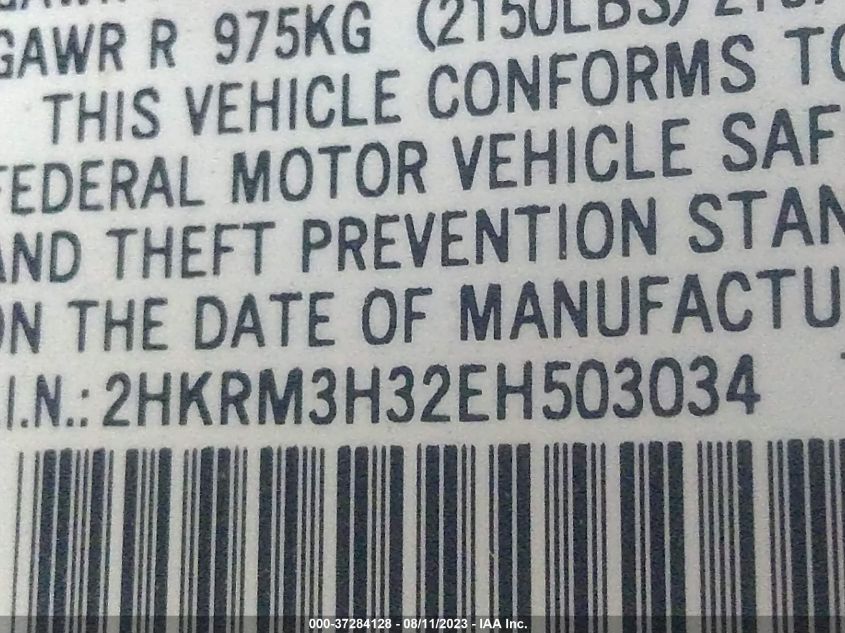 GAWR R 975KG (2150LBS)
THIS VEHICLE CONFORMS TO
FEDERAL MOTOR VEHICLE SAF
AND THEFT PREVENTION STAN
ON THE DATE OF MANUFACTU
I.N.: 2HKRM3H32EH503034
000-37284128 - 08/11/2023 - IAA Inc.